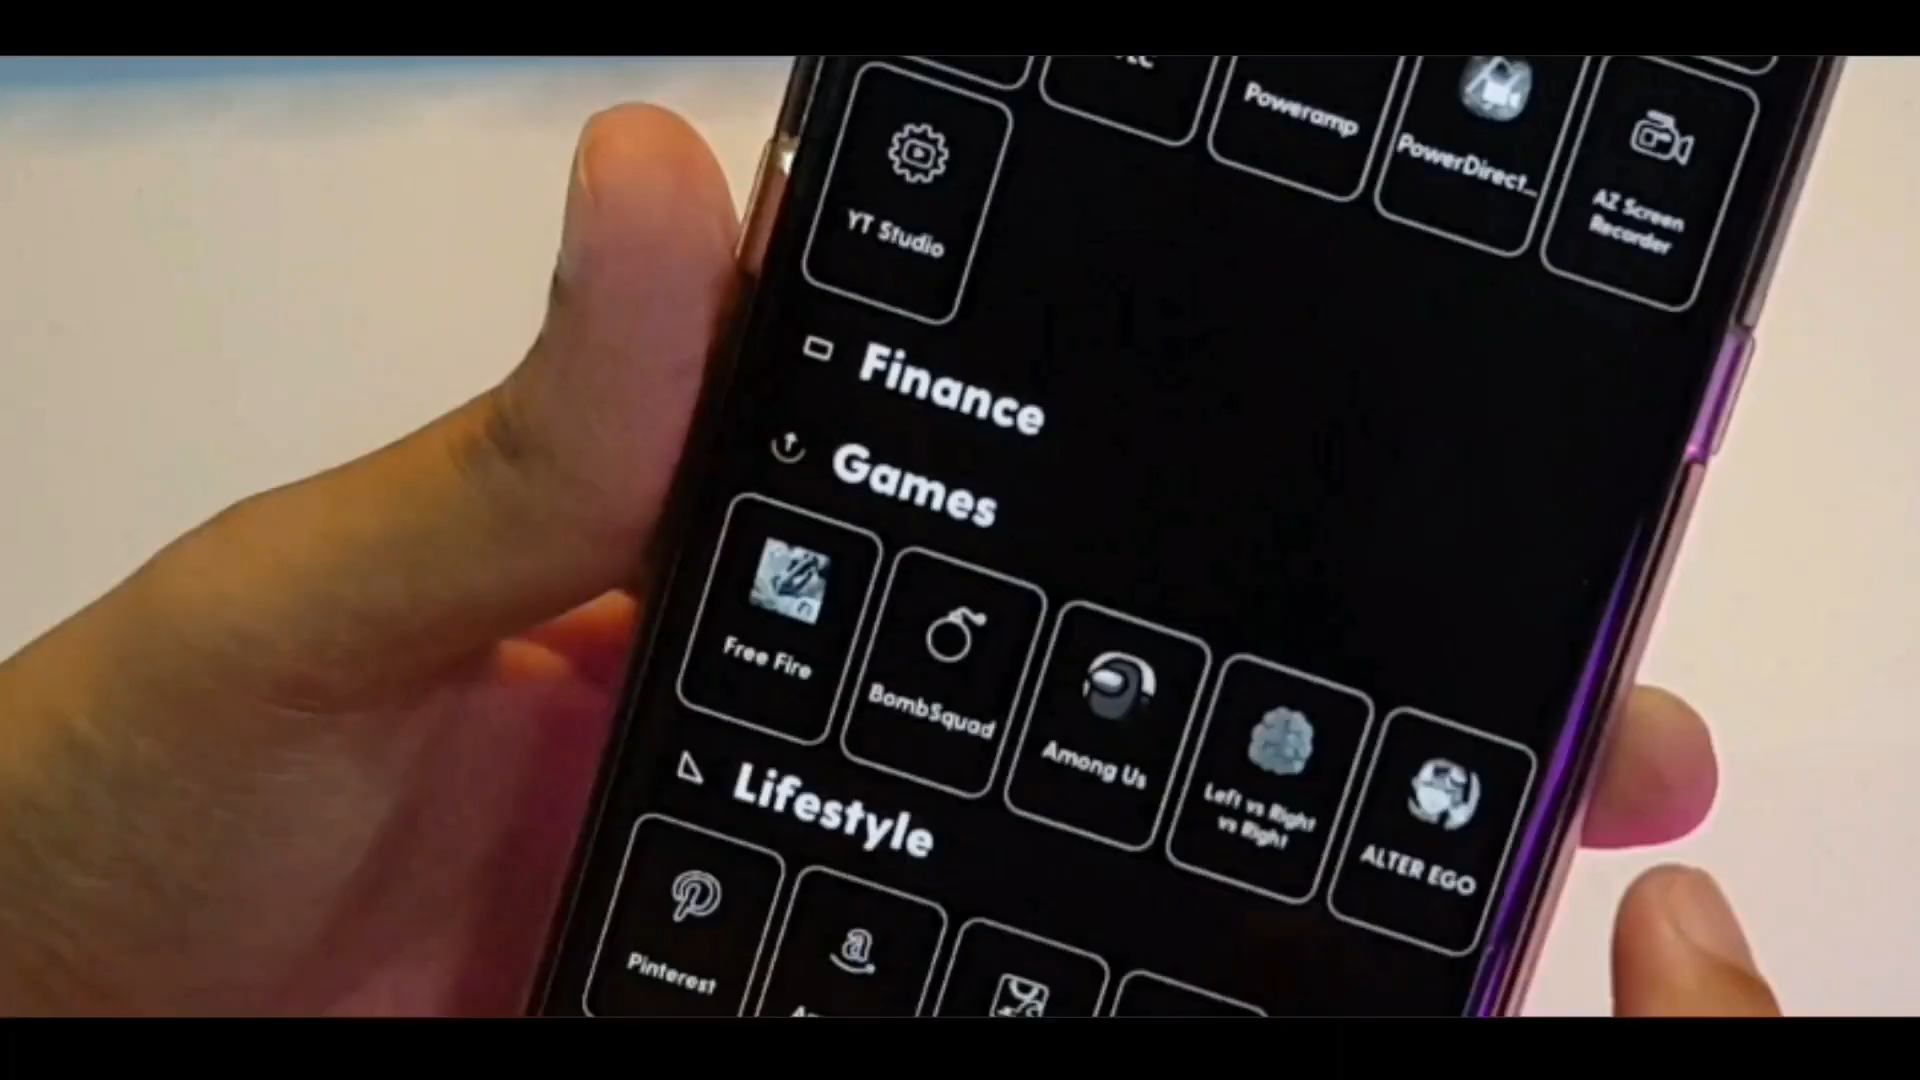 Poweramp
PowerDirect_
AZ Screen
Recorder
YT Studio
Finance
Games
Free Fire
BombSquad
Among Us
Left vs Right
vs Right
ALTER EGO
Lifestyle
Pinterest